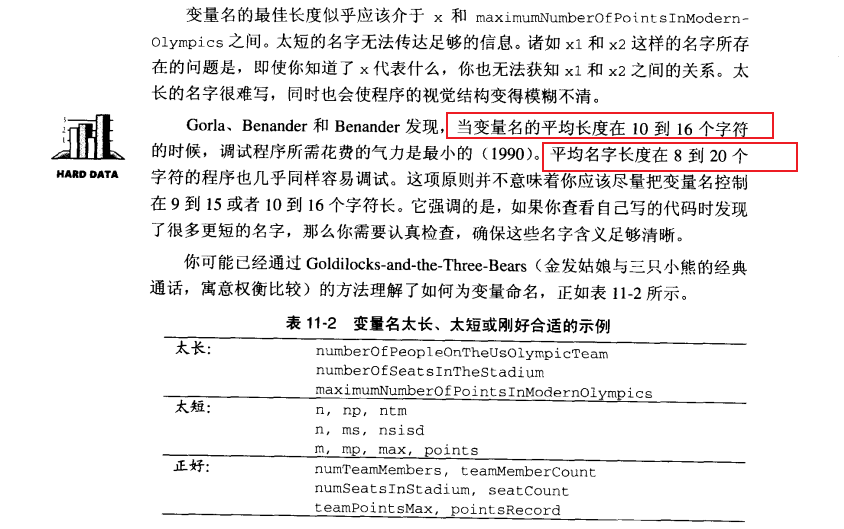 变量名的最佳长度似乎应该介于 x 和 maximumNumberOfPointsInModern-
Olympics 之间。太短的名字无法传达足够的信息。诸如 x1 和 x2 这样的名字所存
在的问题是，即使你知道了 x 代表什么，你也无法获知 x1 和 x2 之间的关系。太
长的名字很难写，同时也会使程序的视觉结构变得模糊不清。
Gorla、Benander 和 Benander 发现，当变量名的平均长度在 10 到 16 个字符
的时候，调试程序所需花费的气力是最小的（1990）。平均名字长度在 8 到 20 个
HARD DATA
字符的程序也几乎同样容易调试。这项原则并不意味着你应该尽量把变量名控制
在 9 到 15 或者 10 到 16 个字符长。它强调的是，如果你查看自己写的代码时发现
了很多更短的名字，那么你需要认真检查，确保这些名字含义足够清晰。
你可能已经通过 Goldilocks-and-the-Three-Bears（金发姑娘与三只小熊的经典
通话，寓意权衡比较）的方法理解了如何为变量命名，正如表 11-2 所示。
表 11-2 变量名太长、太短或刚好合适的示例
太长： numberOfPeopleOnTheUsOlympicTeam
numberOfSeatsInTheStadium
maximumNumberOfPointsInModernOlympics
太短： n, np, ntm
n, ms, nsisd
m, mp, max, points
正好： numTeamMembers, teamMemberCount
numSeatsInStadium, seatCount
teamPointsMax, pointsRecord